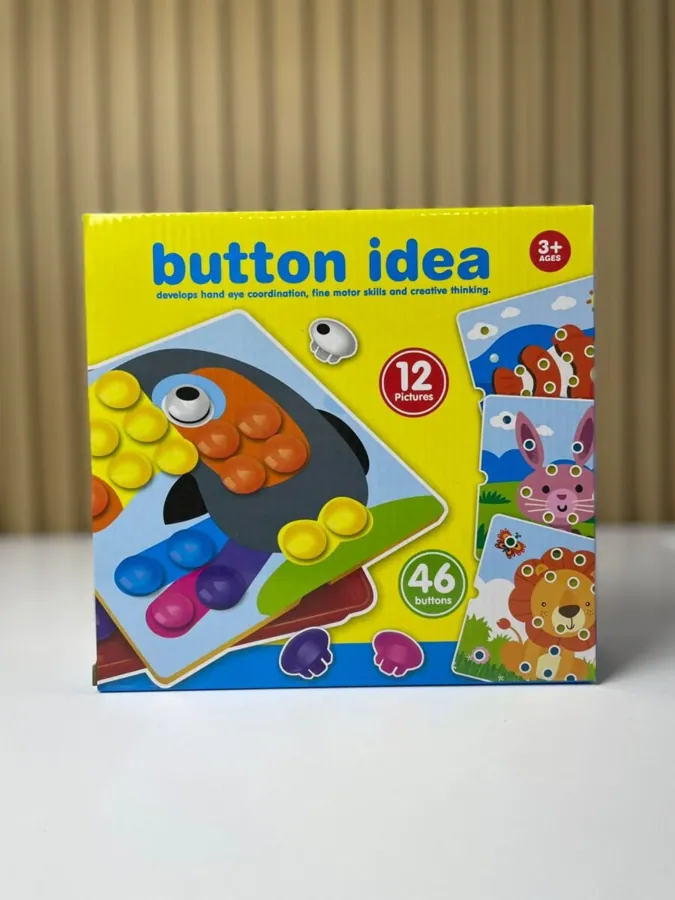 button idea
3+
AGES
develops hand eye coordination, fine motor skills and creative thinking.
12
Pictures
46
buttons